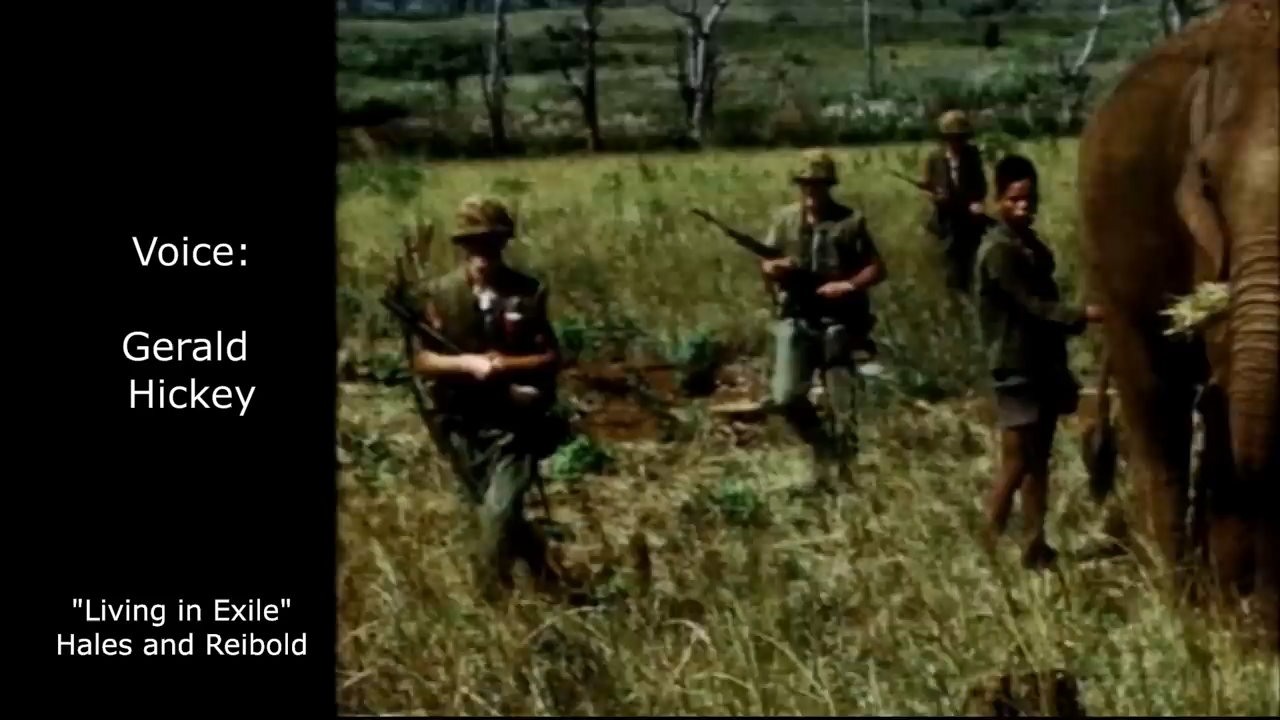 Voice:
Gerald
Hickey
"Living in Exile"
Hales and Reibold